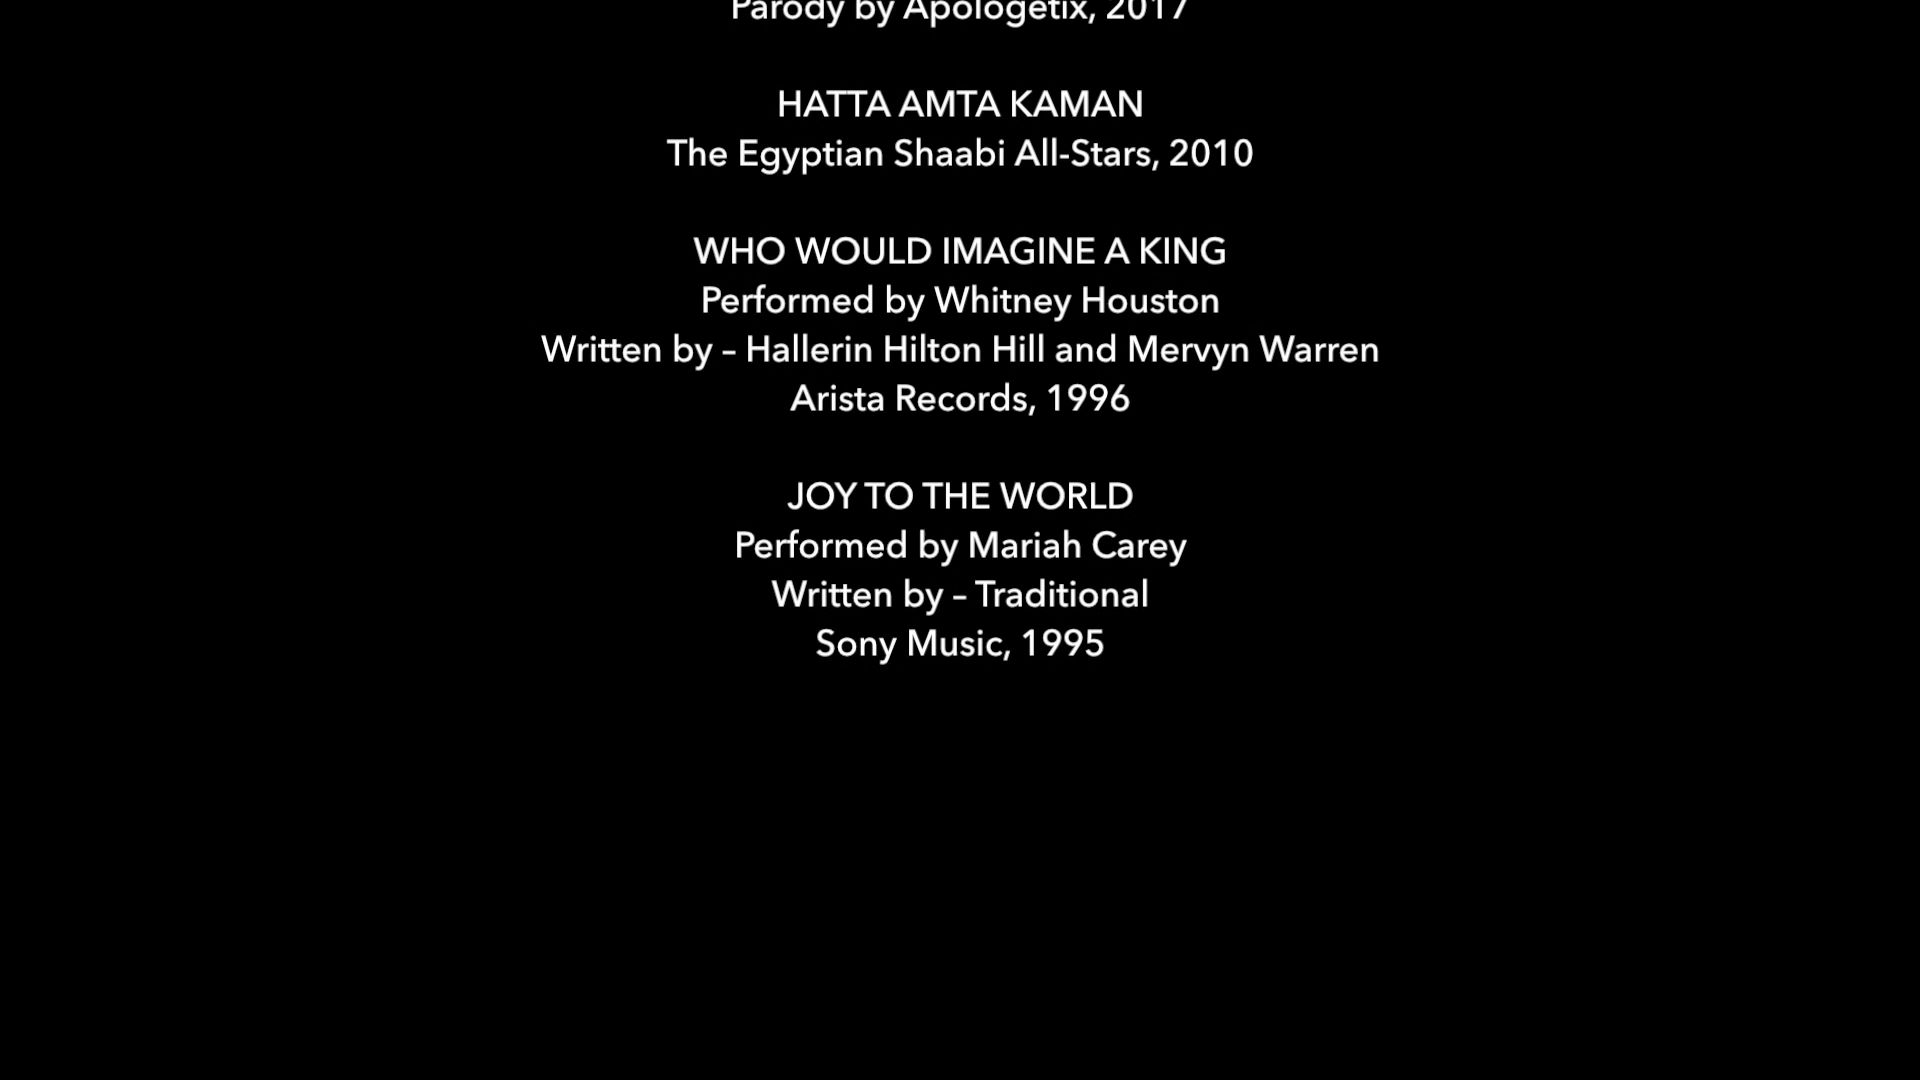 Parody by Apologetix, 2017
HATTA AMTA KAMAN
The Egyptian Shaabi All-Stars, 2010
WHO WOULD IMAGINE A KING
Performed by Whitney Houston
Written by – Hallerin Hilton Hill and Mervyn Warren
Arista Records, 1996
JOY TO THE WORLD
Performed by Mariah Carey
Written by – Traditional
Sony Music, 1995